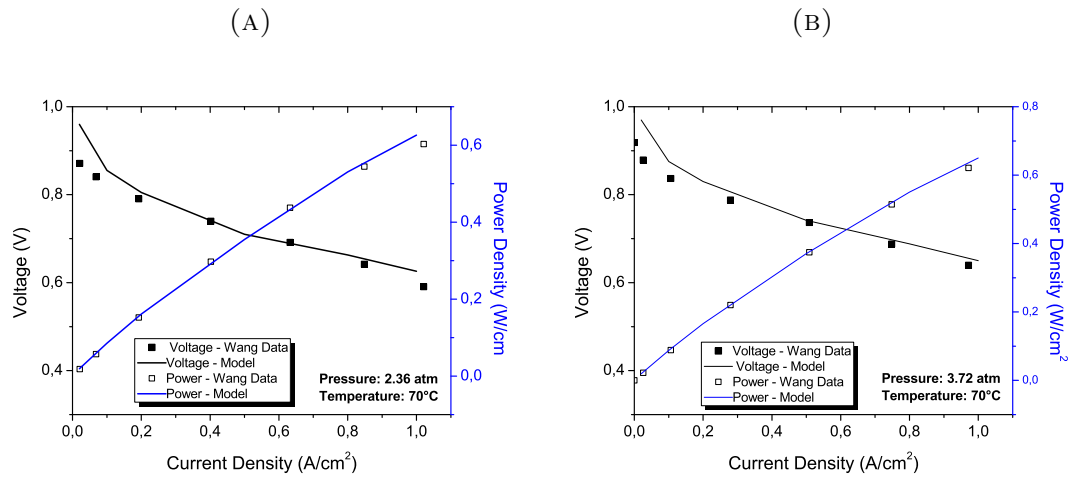 (A)
1,0
0,8
0,6
0,4
Voltage (V)
0,0 0,2 0,4 0,6 0,8 1,0
Current Density (A/cm²)
0,6
0,4
0,2
0,0
Power Density (W/cm
Voltage - Wang Data
Voltage - Model
Power - Wang Data
Power - Model
Pressure: 2.36 atm
Temperature: 70°C
(B)
1,0
0,8
0,6
0,4
Voltage (V)
0,0 0,2 0,4 0,6 0,8 1,0
Current Density (A/cm²)
0,8
0,6
0,4
0,2
0,0
Power Density (W/cm²
Voltage - Wang Data
Voltage - Model
Power - Wang Data
Power - Model
Pressure: 3.72 atm
Temperature: 70°C